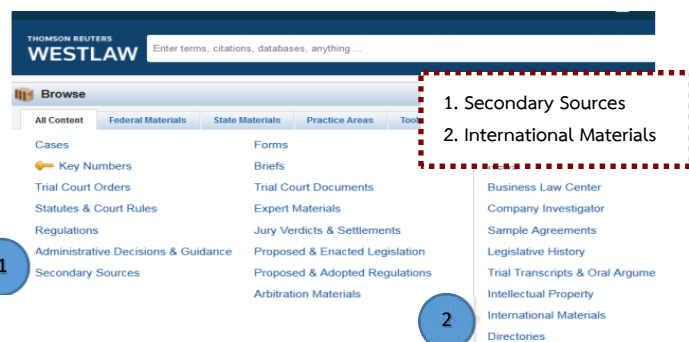 THOMSON REUTERS
WESTLAW
Enter terms, citations, databases, anything ...
Browse
1. Secondary Sources
2. International Materials
All Content Federal Materials State Materials Practice Areas
Cases
Key Numbers
Trial Court Orders
Statutes & Court Rules
Regulations
Administrative Decisions & Guidance
Secondary Sources
Forms
Briefs
Trial Court Documents
Expert Materials
Jury Verdicts & Settlements
Proposed & Enacted Legislation
Proposed & Adopted Regulations
Arbitration Materials
Business Law Center
Company Investigator
Sample Agreements
Legislative History
Trial Transcripts & Oral Argume
Intellectual Property
International Materials
Directories
1
2